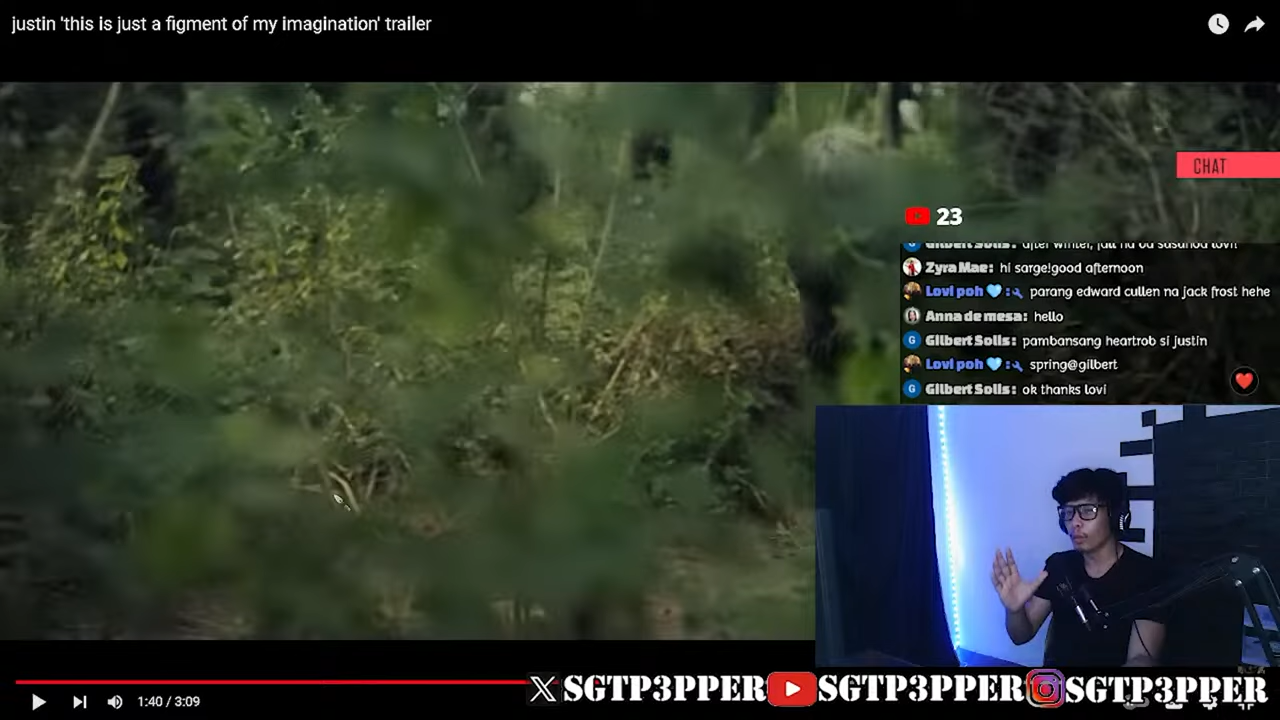 justin 'this is just a figment of my imagination' trailer
CHAT
23
Gilbert Solis:
Zyra Mae: hi sarge!good afternoon
Lovi poh 🩵 : parang edward cullen na jack frost hehe
Anna de mesa: hello
Gilbert Solis: pambansang heartrob si justin
Lovi poh 🩵 : spring@gilbert
Gilbert Solis: ok thanks lovi
1:40 / 3:09
X SGTP3PPER SGTP3PPER SGTP3PPER